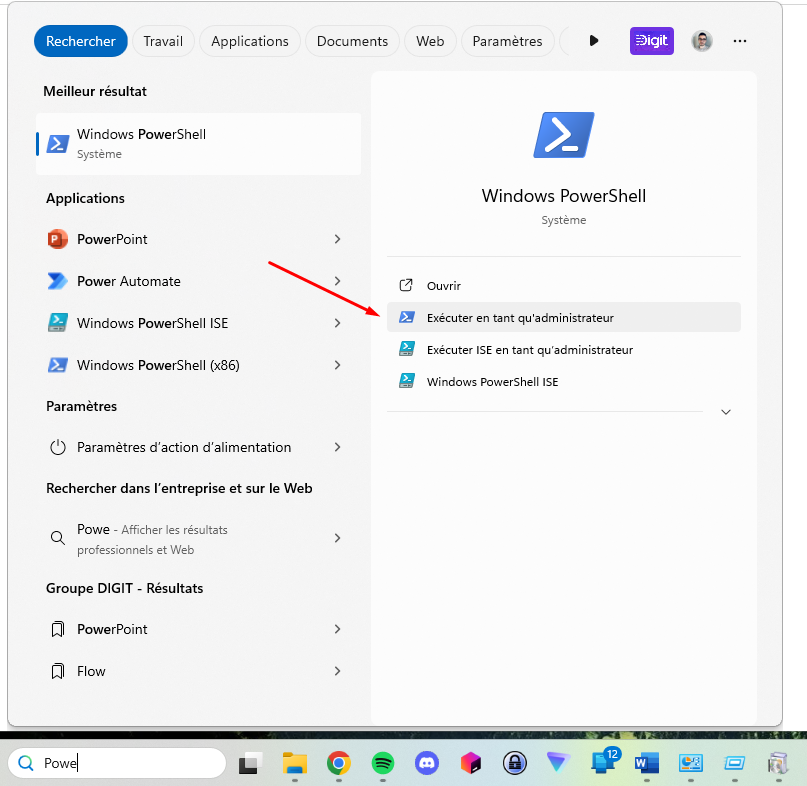 Rechercher
Travail
Applications
Documents
Web
Paramètres
Digit
Meilleur résultat
Windows PowerShell
Système
Applications
PowerPoint
Power Automate
Windows PowerShell ISE
Windows PowerShell (x86)
Paramètres
Paramètres d’action d’alimentation
Rechercher dans l’entreprise et sur le Web
Powe - Afficher les résultats
professionnels et Web
Groupe DIGIT - Résultats
PowerPoint
Flow
Windows PowerShell
Système
Ouvrir
Exécuter en tant qu'administrateur
Exécuter ISE en tant qu’administrateur
Windows PowerShell ISE
Powe
12